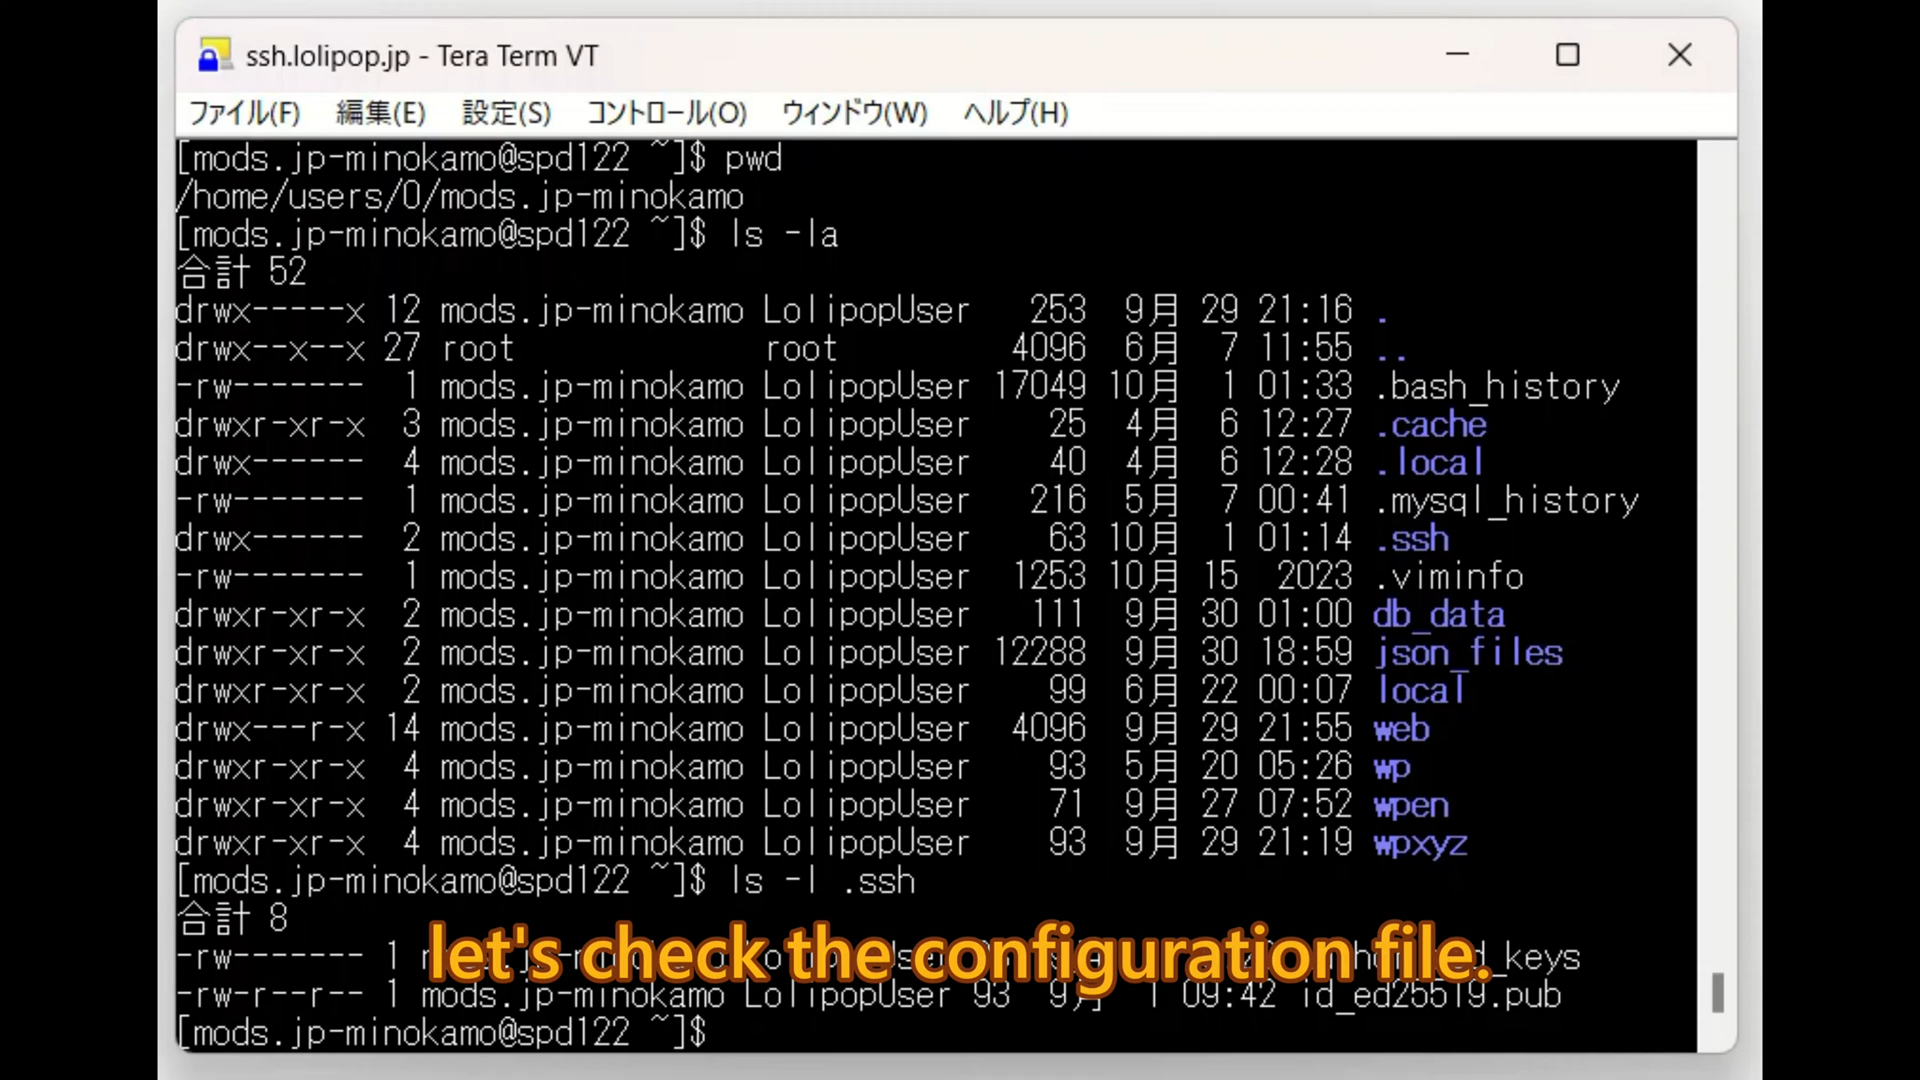 ssh.lolipop.jp - Tera Term VT
ファイル(F) 編集(E) 設定(S) コントロール(O) ウィンドウ(W) ヘルプ(H)
[mods.jp-minokamo@spd122 ~]$ pwd
/home/users/0/mods.jp-minokamo
[mods.jp-minokamo@spd122 ~]$ ls -la
合計 52
drwx-----x 12 mods.jp-minokamo LolipopUser 253 9月 29 21:16 .
drwx--x--x 27 root root 4096 6月 7 11:55 ..
-rw------- 1 mods.jp-minokamo LolipopUser 17049 10月 1 01:33 .bash_history
drwxr-xr-x 3 mods.jp-minokamo LolipopUser 25 4月 6 12:27 .cache
drwx------ 4 mods.jp-minokamo LolipopUser 40 4月 6 12:28 .local
-rw------- 1 mods.jp-minokamo LolipopUser 216 5月 7 00:41 .mysql_history
drwx------ 2 mods.jp-minokamo LolipopUser 63 10月 1 01:14 .ssh
-rw------- 1 mods.jp-minokamo LolipopUser 1253 10月 15 2023 .viminfo
drwxr-xr-x 2 mods.jp-minokamo LolipopUser 111 9月 30 01:00 db_data
drwxr-xr-x 2 mods.jp-minokamo LolipopUser 12288 9月 30 18:59 json_files
drwxr-xr-x 2 mods.jp-minokamo LolipopUser 99 6月 22 00:07 local
drwx---r-x 14 mods.jp-minokamo LolipopUser 4096 9月 29 21:55 web
drwxr-xr-x 4 mods.jp-minokamo LolipopUser 93 5月 20 05:26 wp
drwxr-xr-x 4 mods.jp-minokamo LolipopUser 71 9月 27 07:52 wpen
drwxr-xr-x 4 mods.jp-minokamo LolipopUser 93 9月 29 21:19 wpxyz
[mods.jp-minokamo@spd122 ~]$ ls -l .ssh
合計 8
-rw------- 1
let's check the configuration file.
-rw-r--r-- 1 mods.jp-minokamo LolipopUser 93 1 09:42 id_ed25519.pub
[mods.jp-minokamo@spd122 ~]$